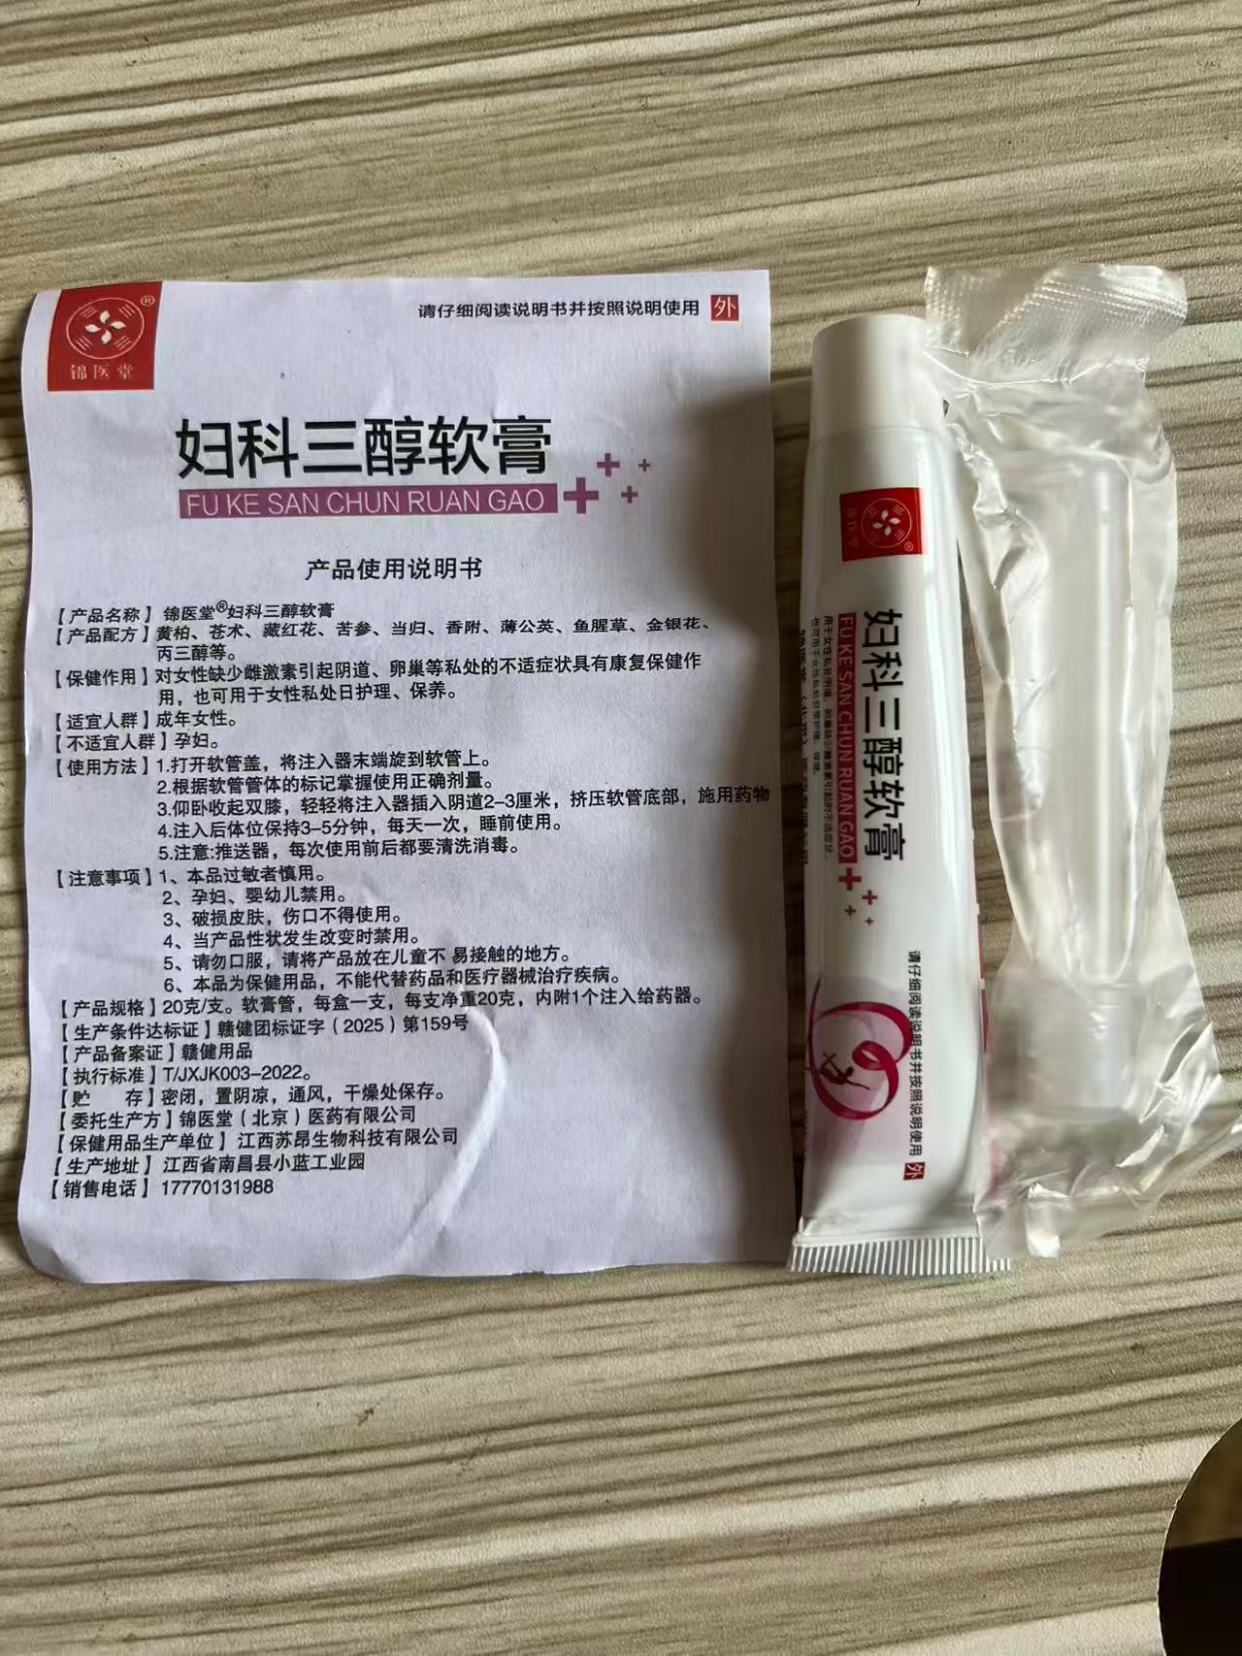 锦医堂®
请仔细阅读说明书并按照说明使用 外
妇科三醇软膏
FU KE SAN CHUN RUAN GAO
产品使用说明书
【产品名称】锦医堂®妇科三醇软膏
【产品配方】黄柏、苍术、藏红花、苦参、当归、香附、薄公英、鱼腥草、金银花、
丙三醇等。
【保健作用】对女性缺少雌激素引起阴道、卵巢等私处的不适症状具有康复保健作
用，也可用于女性私处日护理、保养。
【适宜人群】成年女性。
【不适宜人群】孕妇。
【使用方法】1.打开软管盖，将注入器末端旋到软管上。
2.根据软管管体的标记掌握使用正确剂量。
3.仰卧收起双膝，轻轻将注入器插入阴道2–3厘米，挤压软管底部，施用药物
4.注入后体位保持3–5分钟，每天一次，睡前使用。
5.注意:推送器，每次使用前后都要清洗消毒。
【注意事项】1、本品过敏者慎用。
2、孕妇、婴幼儿禁用。
3、破损皮肤，伤口不得使用。
4、当产品性状发生改变时禁用。
5、请勿口服，请将产品放在儿童不 易接触的地方。
6、本品为保健用品，不能代替药品和医疗器械治疗疾病。
【产品规格】20克/支。软膏管，每盒一支，每支净重20克，内附1个注入给药器。
【生产条件达标证】赣健团标证字（2025）第159号
【产品备案证】赣健用品
【执行标准】T/JXJK003–2022。
【贮 存】密闭，置阴凉，通风，干燥处保存。
【委托生产方】锦医堂（北京）医药有限公司
【保健用品生产单位】江西苏昂生物科技有限公司
【生产地址】江西省南昌县小蓝工业园
【销售电话】17770131988
妇科三醇软膏
FU KE SAN CHUN RUAN GAO
请仔细阅读说明书并按照说明使用 外